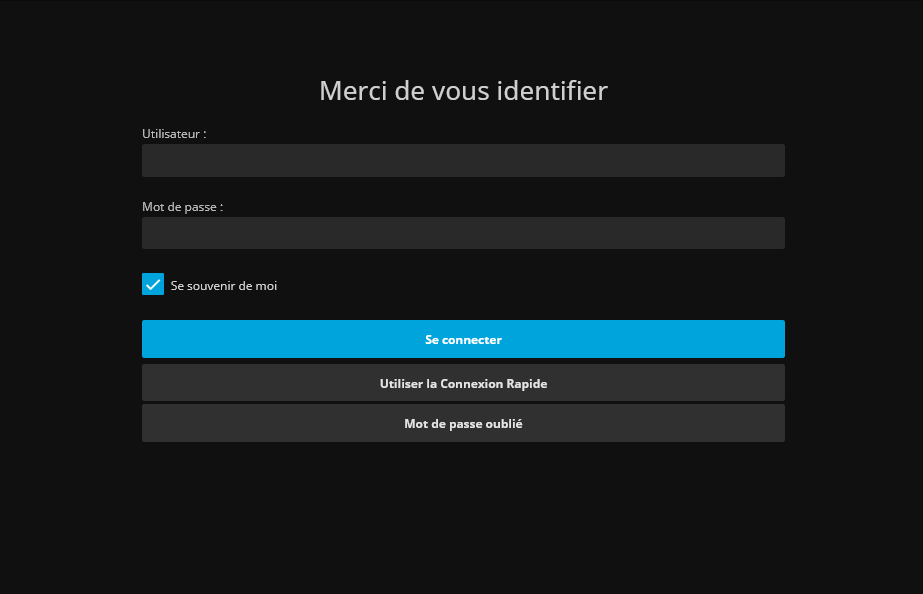 Merci de vous identifier
Utilisateur :
Mot de passe :
Se souvenir de moi
Se connecter
Utiliser la Connexion Rapide
Mot de passe oublié